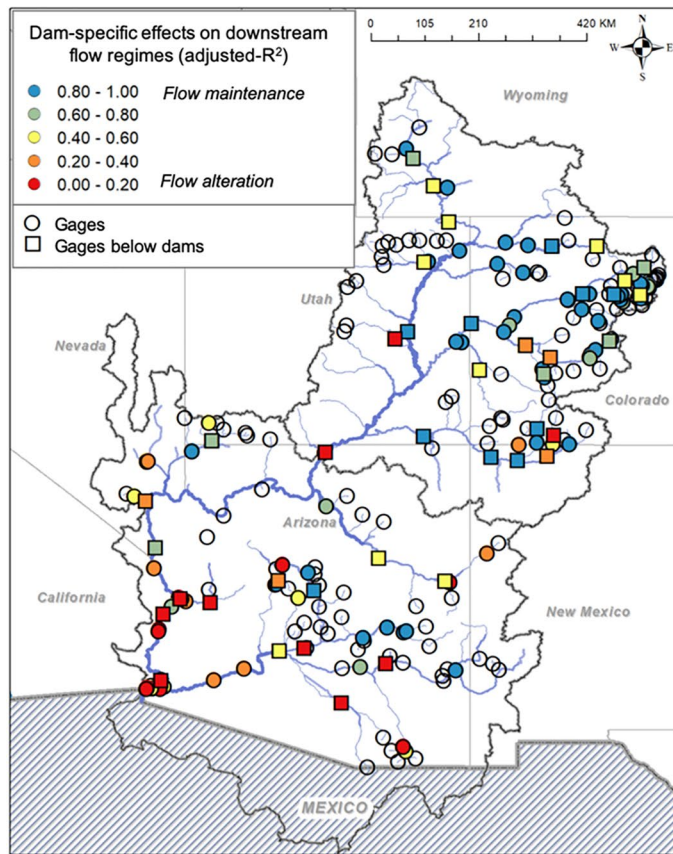 Dam-specific effects on downstream
flow regimes (adjusted-R²)
0.80 - 1.00 Flow maintenance
0.60 - 0.80
0.40 - 0.60
0.20 - 0.40
0.00 - 0.20 Flow alteration
Gages
Gages below dams
0 105 210 420 KM
N
W E
S
Wyoming
Utah
Nevada
Colorado
Arizona
California
New Mexico
MEXICO